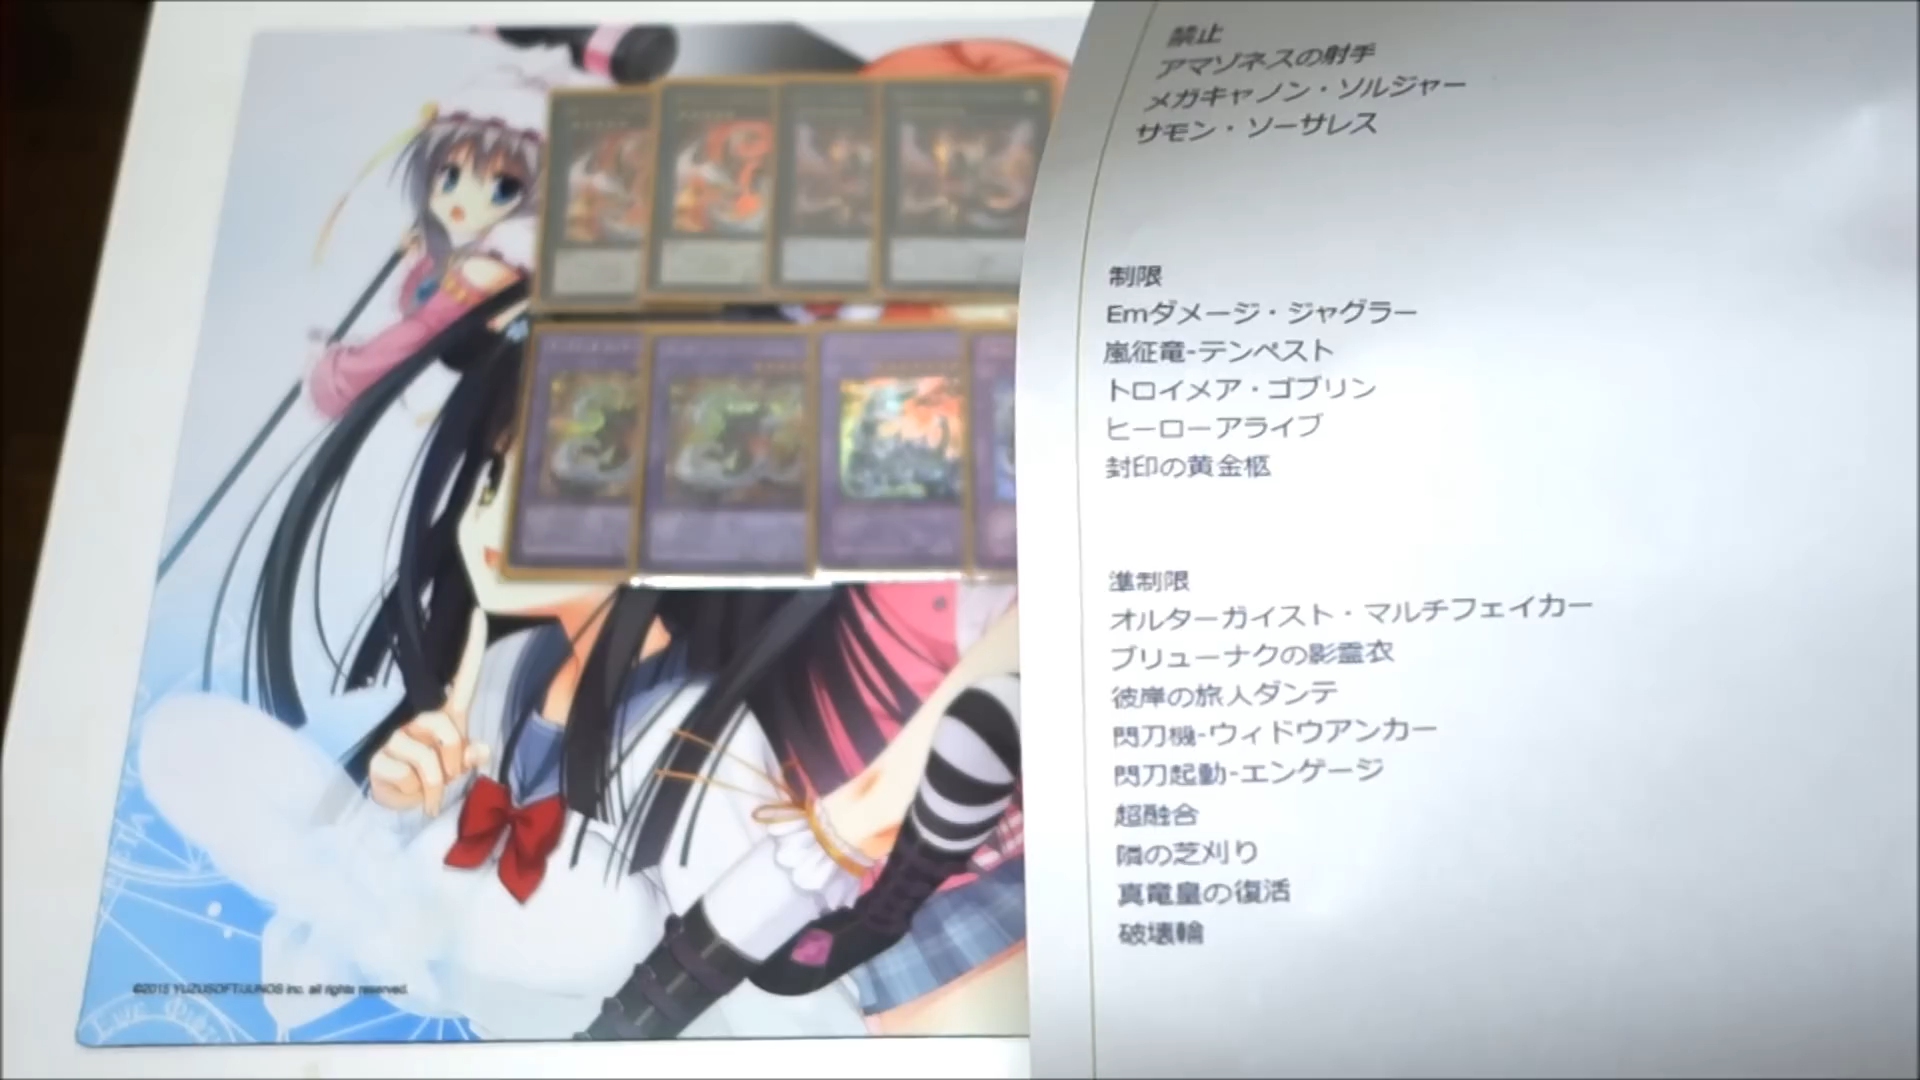 禁止
アマゾネスの射手
メガキャノン・ソルジャー
サモン・ソーサレス
制限
Emダメージ・ジャグラー
嵐征竜-テンペスト
トロイメア・ゴブリン
ヒーローアライブ
封印の黄金櫃
準制限
オルターガイスト・マルチフェイカー
ブリューナクの影霊衣
彼岸の旅人ダンテ
閃刀機-ウィドウアンカー
閃刀起動-エンゲージ
超融合
隣の芝刈り
真竜皇の復活
破壊輪
©2015 YUZUSOFT/JUNOS inc. all rights reserved.